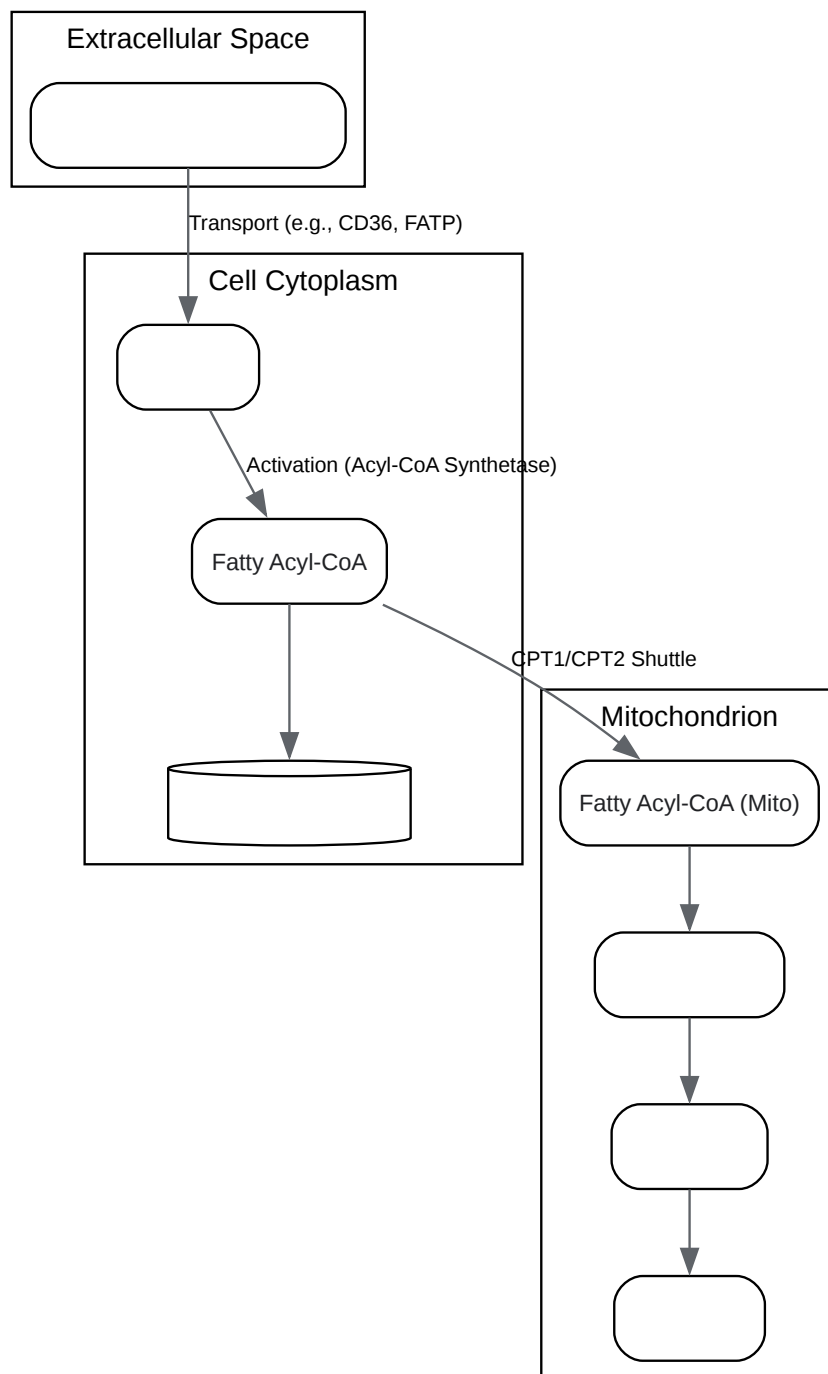 Extracellular Space
Transport (e.g., CD36, FATP)
Cell Cytoplasm
Activation (Acyl-CoA Synthetase)
Fatty Acyl-CoA
CPT1/CPT2 Shuttle
Mitochondrion
Fatty Acyl-CoA (Mito)